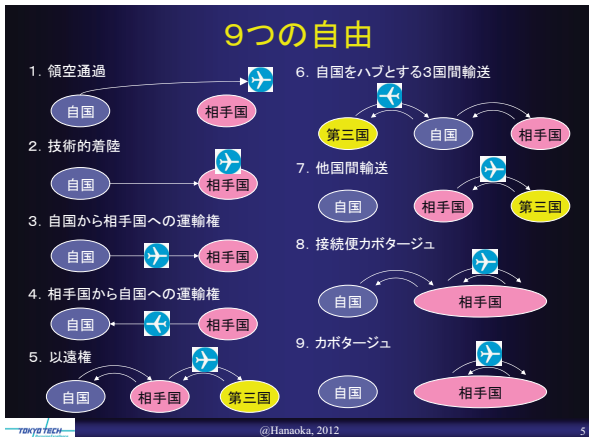 9つの自由
1. 領空通過
自国
相手国
2. 技術的着陸
自国
相手国
3. 自国から相手国への運輸権
自国
相手国
4. 相手国から自国への運輸権
自国
相手国
5. 以遠権
自国
相手国
第三国
6. 自国をハブとする3国間輸送
第三国
自国
相手国
7. 他国間輸送
自国
相手国
第三国
8. 接続便カボタージュ
自国
相手国
9. カボタージュ
自国
相手国
TOKYO TECH
@Hanaoka, 2012
5